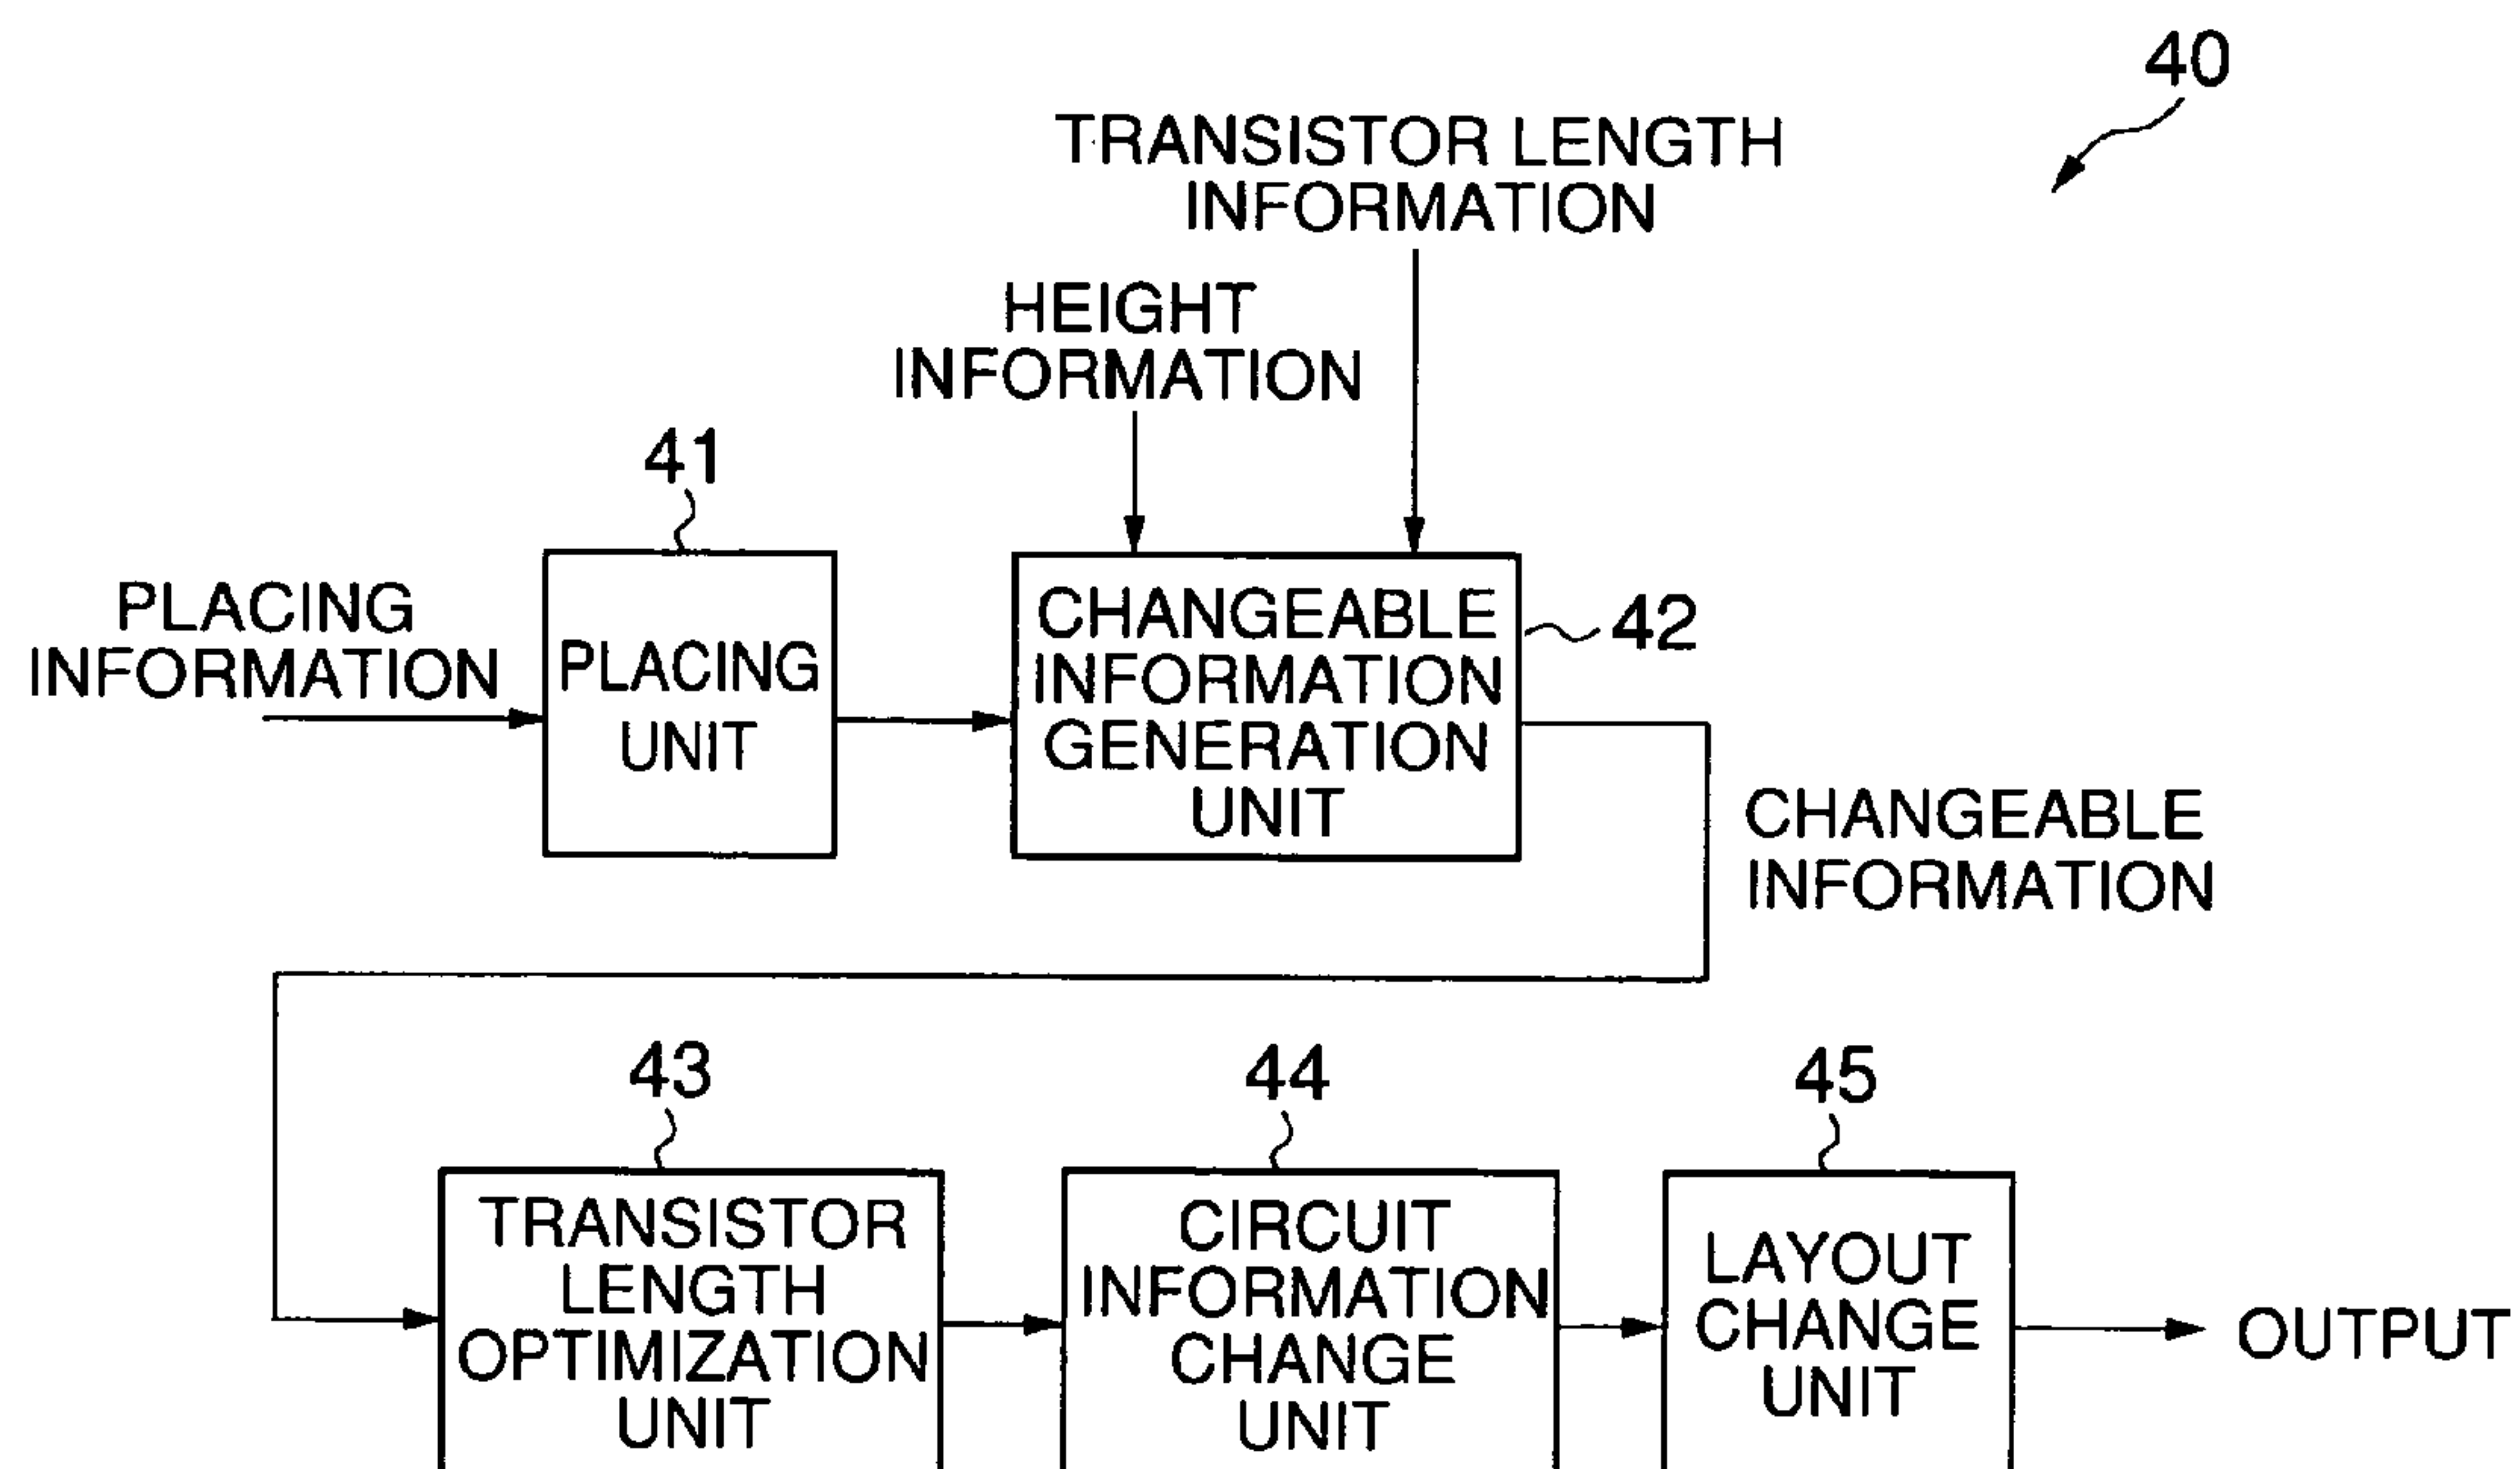 40
TRANSISTOR LENGTH
INFORMATION
HEIGHT
INFORMATION
41
PLACING
INFORMATION
PLACING
UNIT
CHANGEABLE
INFORMATION
GENERATION
UNIT
42
CHANGEABLE
INFORMATION
43
44
45
TRANSISTOR
LENGTH
OPTIMIZATION
UNIT
CIRCUIT
INFORMATION
CHANGE
UNIT
LAYOUT
CHANGE
UNIT
OUTPUT